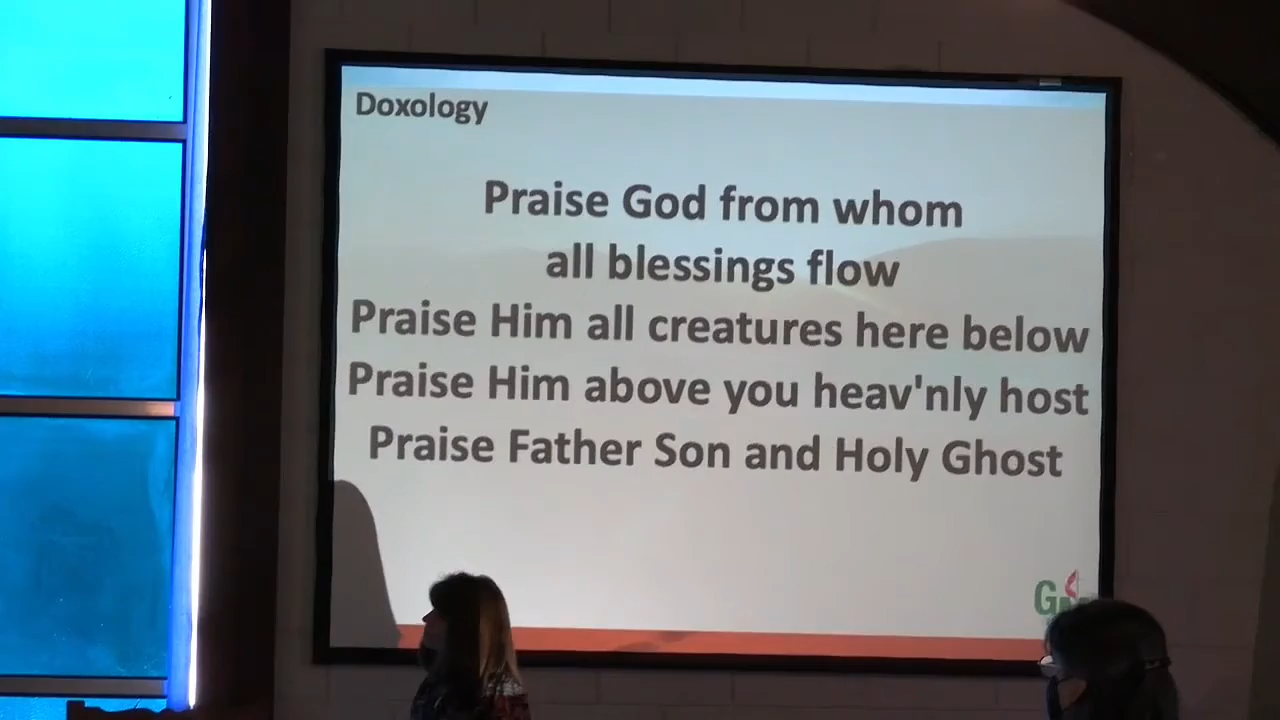 Doxology
Praise God from whom
all blessings flow
Praise Him all creatures here below
Praise Him above you heav'nly host
Praise Father Son and Holy Ghost